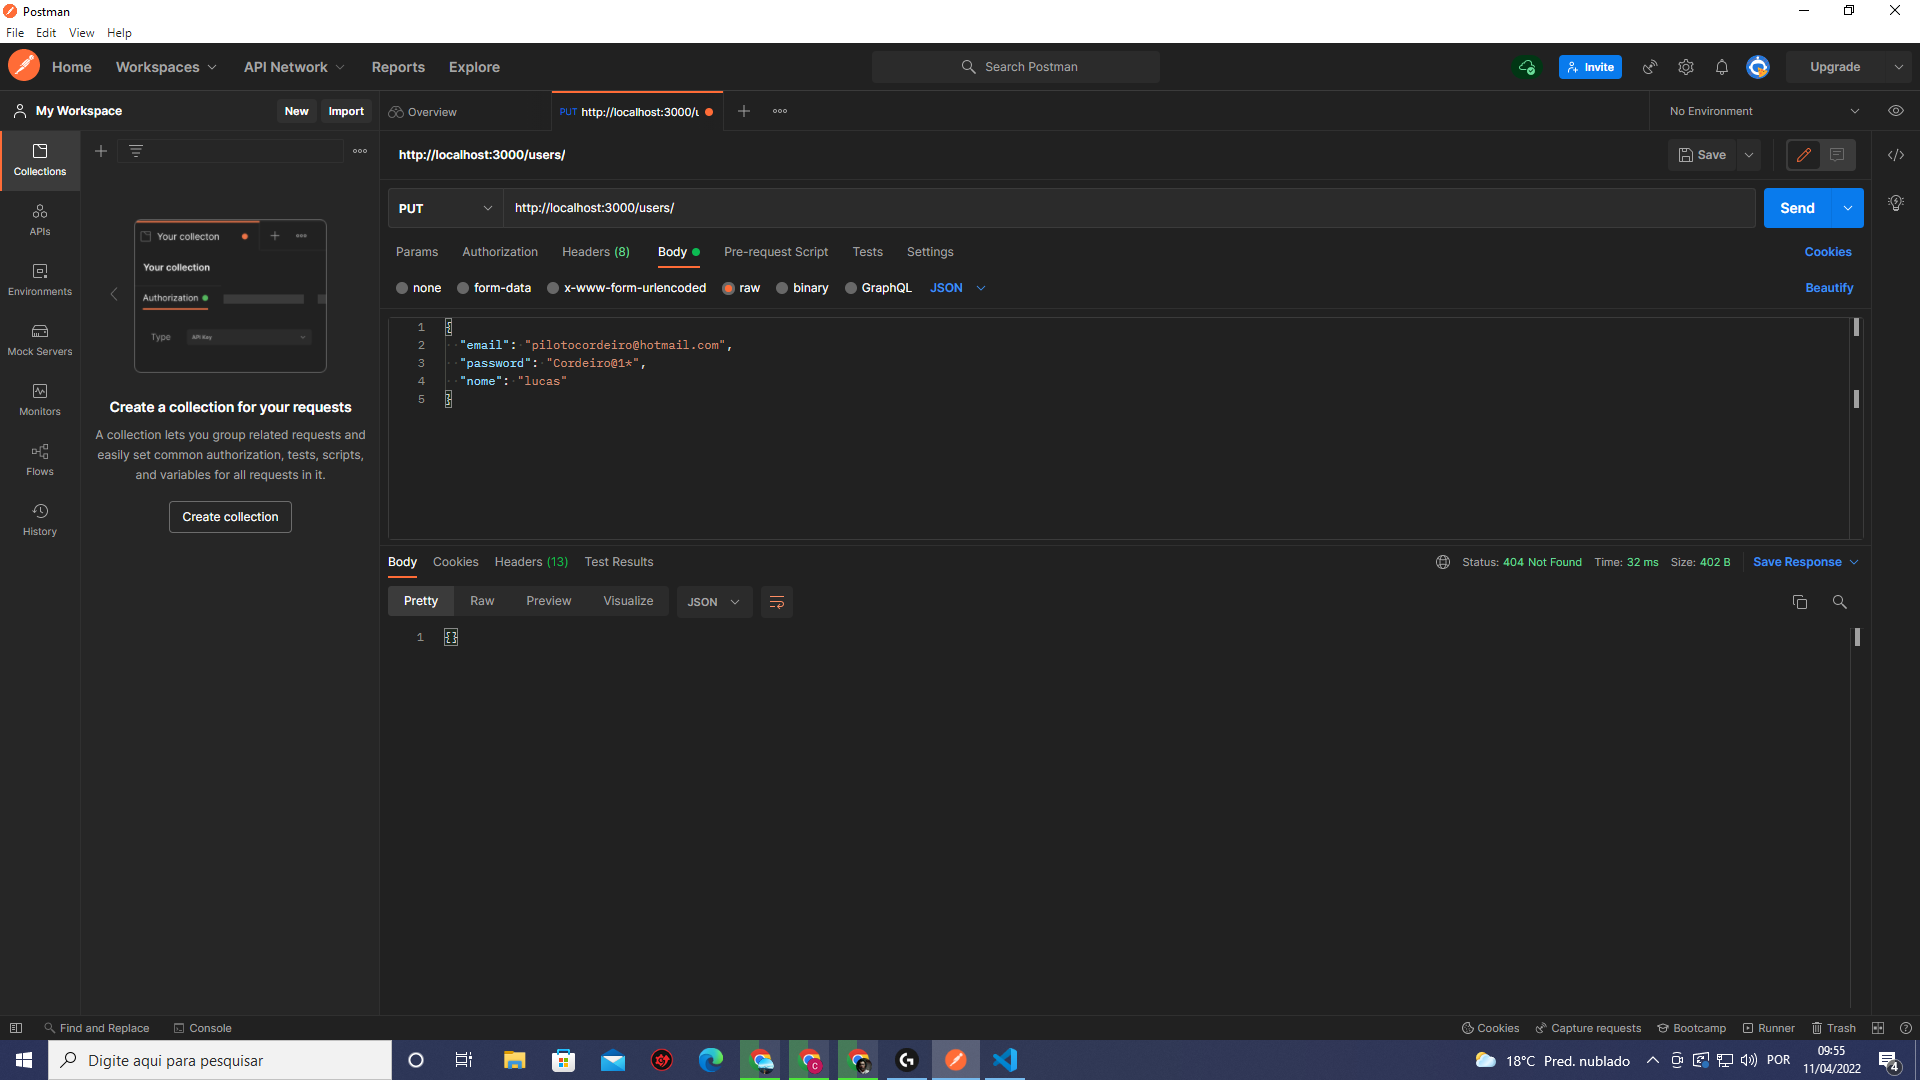 Postman
File Edit View Help
Home Workspaces API Network Reports Explore Search Postman Invite Upgrade
My Workspace New Import Overview PUT http://localhost:3000/u No Environment
Collections
APIs
Environments
Mock Servers
Monitors
Flows
History
Your collecton
Your collection
Authorization
Type API Key
Create a collection for your requests
A collection lets you group related requests and
easily set common authorization, tests, scripts,
and variables for all requests in it.
Create collection
http://localhost:3000/users/ Save
PUT http://localhost:3000/users/ Send
Params Authorization Headers (8) Body Pre-request Script Tests Settings Cookies
none form-data x-www-form-urlencoded raw binary GraphQL JSON Beautify
1 {
2 "email": "pilotocordeiro@hotmail.com",
3 "password": "Cordeiro@1*",
4 "nome": "lucas"
5 }
Body Cookies Headers (13) Test Results Status: 404 Not Found Time: 32 ms Size: 402 B Save Response
Pretty Raw Preview Visualize JSON
1 {}
Find and Replace Console Cookies Capture requests Bootcamp Runner Trash
Digite aqui para pesquisar
C
G
18°C Pred. nublado POR
09:55
11/04/2022
4